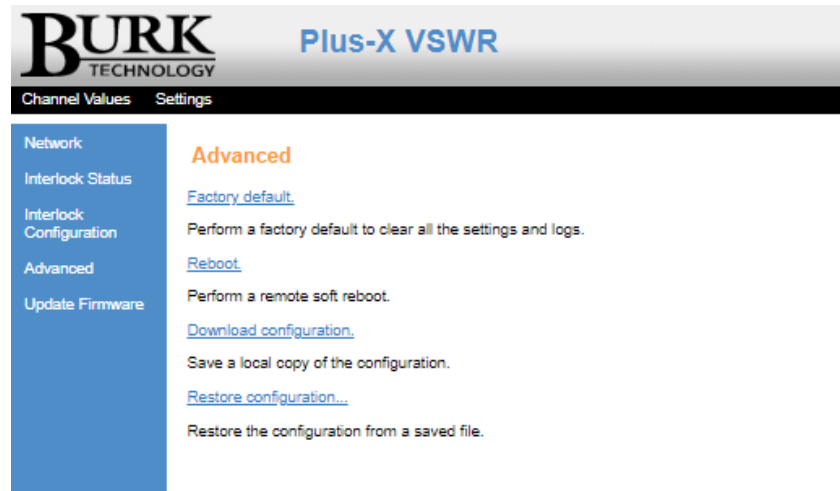 BURK
TECHNOLOGY
Plus-X VSWR
Channel Values Settings
Network
Interlock Status
Interlock
Configuration
Advanced
Update Firmware
Advanced
Factory default.
Perform a factory default to clear all the settings and logs.
Reboot.
Perform a remote soft reboot.
Download configuration.
Save a local copy of the configuration.
Restore configuration...
Restore the configuration from a saved file.